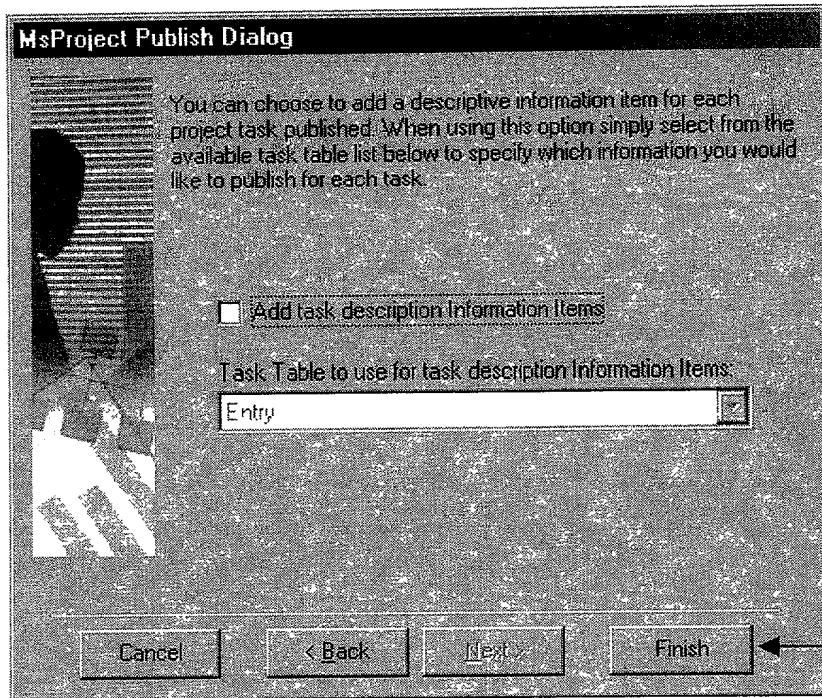 MsProject Publish Dialog
You can choose to add a descriptive information item for each
project task published. When using this option simply select from the
available task table list below to specify which information you would
like to publish for each task.
Add task description Information Items
Task Table to use for task description Information Items:
Entry
Cancel
< Back
Next >
Finish